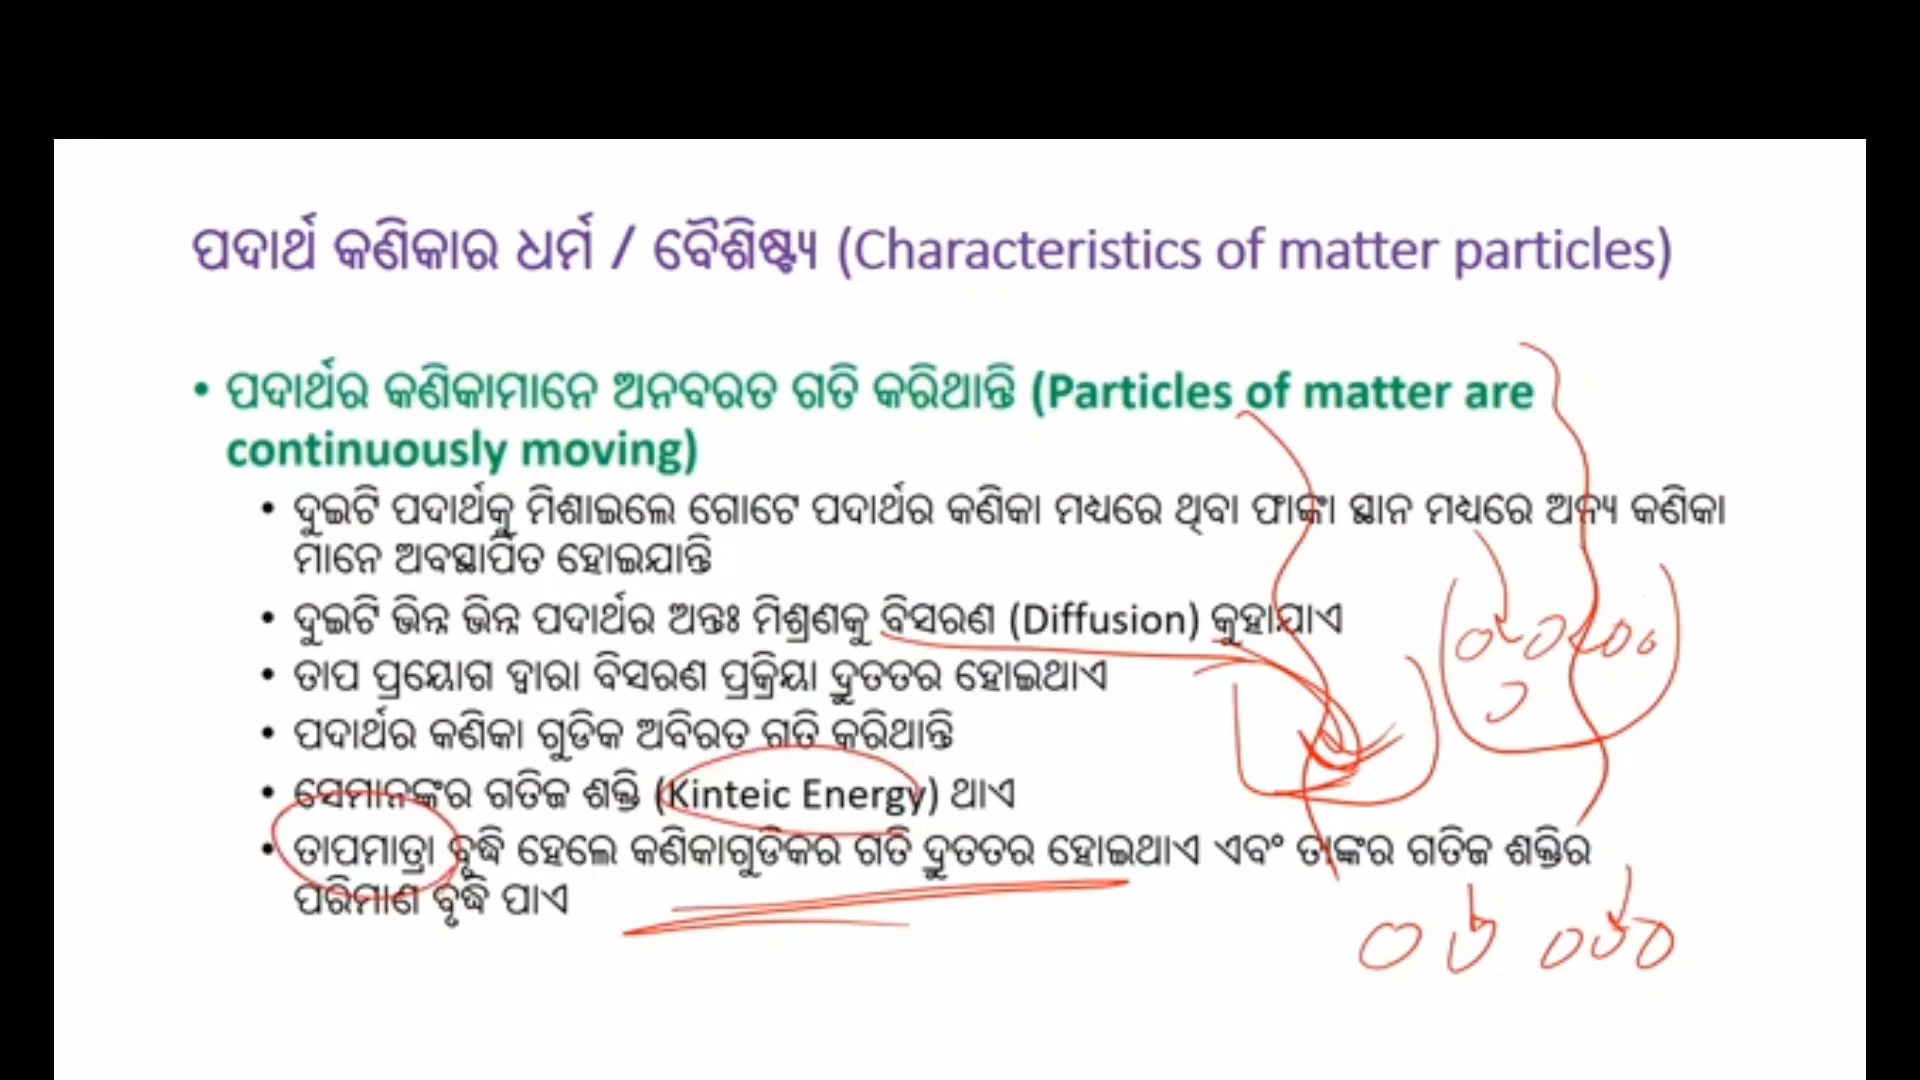 ପଦାର୍ଥ କଣିକାର ଧର୍ମ / ବୈଶିଷ୍ଟ୍ୟ (Characteristics of matter particles)
• ପଦାର୍ଥର କଣିକାମାନେ ଅନବରତ ଗତି କରିଥାନ୍ତି (Particles of matter are
continuously moving)
• ଦୁଇଟି ପଦାର୍ଥକୁ ମିଶାଇଲେ ଗୋଟେ ପଦାର୍ଥର କଣିକା ମଧ୍ୟରେ ଥିବା ଫାଙ୍କା ସ୍ଥାନ ମଧ୍ୟରେ ଅନ୍ୟ କଣିକା
ମାନେ ଅବସ୍ଥାପିତ ହୋଇଯାନ୍ତି
• ଦୁଇଟି ଭିନ୍ନ ଭିନ୍ନ ପଦାର୍ଥର ଅନ୍ତଃ ମିଶ୍ରଣକୁ ବିସରଣ (Diffusion) କୁହାଯାଏ
• ତାପ ପ୍ରୟୋଗ ଦ୍ୱାରା ବିସରଣ ପ୍ରକ୍ରିୟା ଦ୍ରୁତତର ହୋଇଥାଏ
• ପଦାର୍ଥର କଣିକା ଗୁଡିକ ଅବିରତ ଗତି କରିଥାନ୍ତି
• ସେମାନଙ୍କର ଗତିଜ ଶକ୍ତି (Kinteic Energy) ଥାଏ
• ତାପମାତ୍ରା ବୃଦ୍ଧି ହେଲେ କଣିକାଗୁଡିକର ଗତି ଦ୍ରୁତତର ହୋଇଥାଏ ଏବଂ ତାଙ୍କର ଗତିଜ ଶକ୍ତିର
ପରିମାଣ ବୃଦ୍ଧି ପାଏ